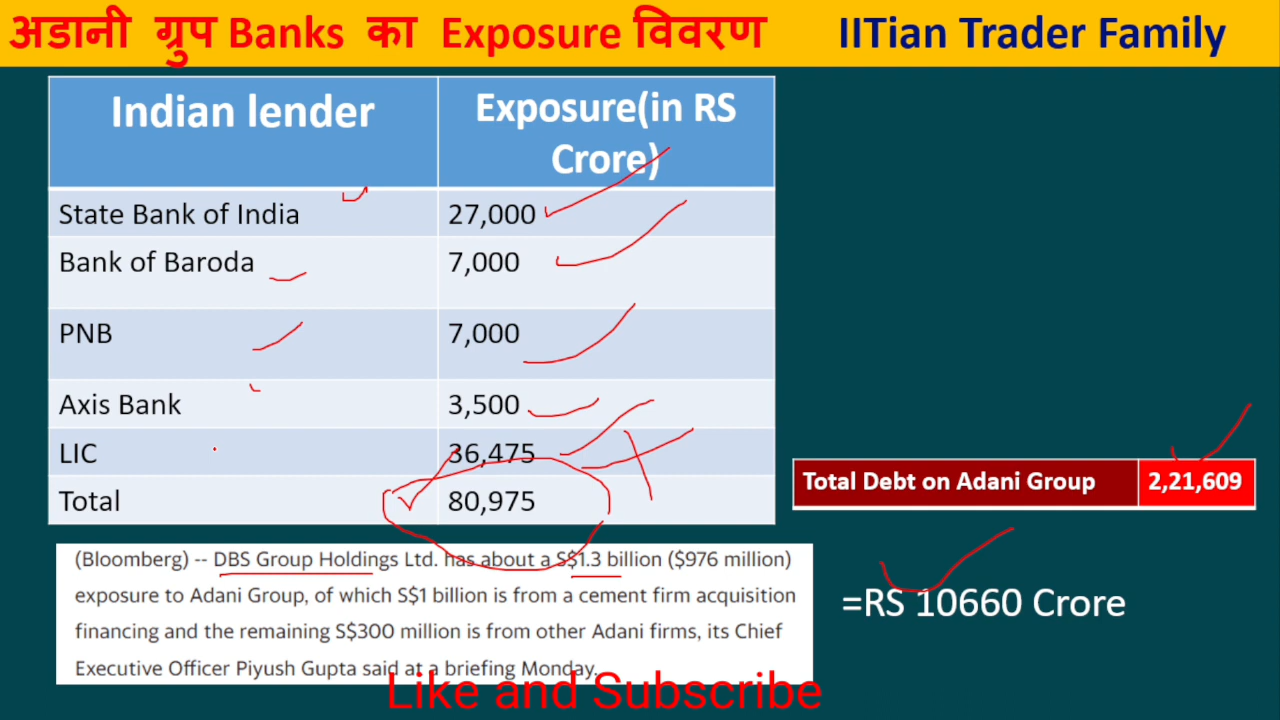 अडानी ग्रुप Banks का Exposure विवरण IITian Trader Family
Indian lender
Exposure(in RS
Crore)
State Bank of India 27,000
Bank of Baroda 7,000
PNB 7,000
Axis Bank 3,500
LIC 36,475
Total 80,975
Total Debt on Adani Group 2,21,609
(Bloomberg) -- DBS Group Holdings Ltd. has about a S$1.3 billion ($976 million)
exposure to Adani Group, of which S$1 billion is from a cement firm acquisition
financing and the remaining S$300 million is from other Adani firms, its Chief
Executive Officer Piyush Gupta said at a briefing Monday.
=RS 10660 Crore
Like and Subscribe